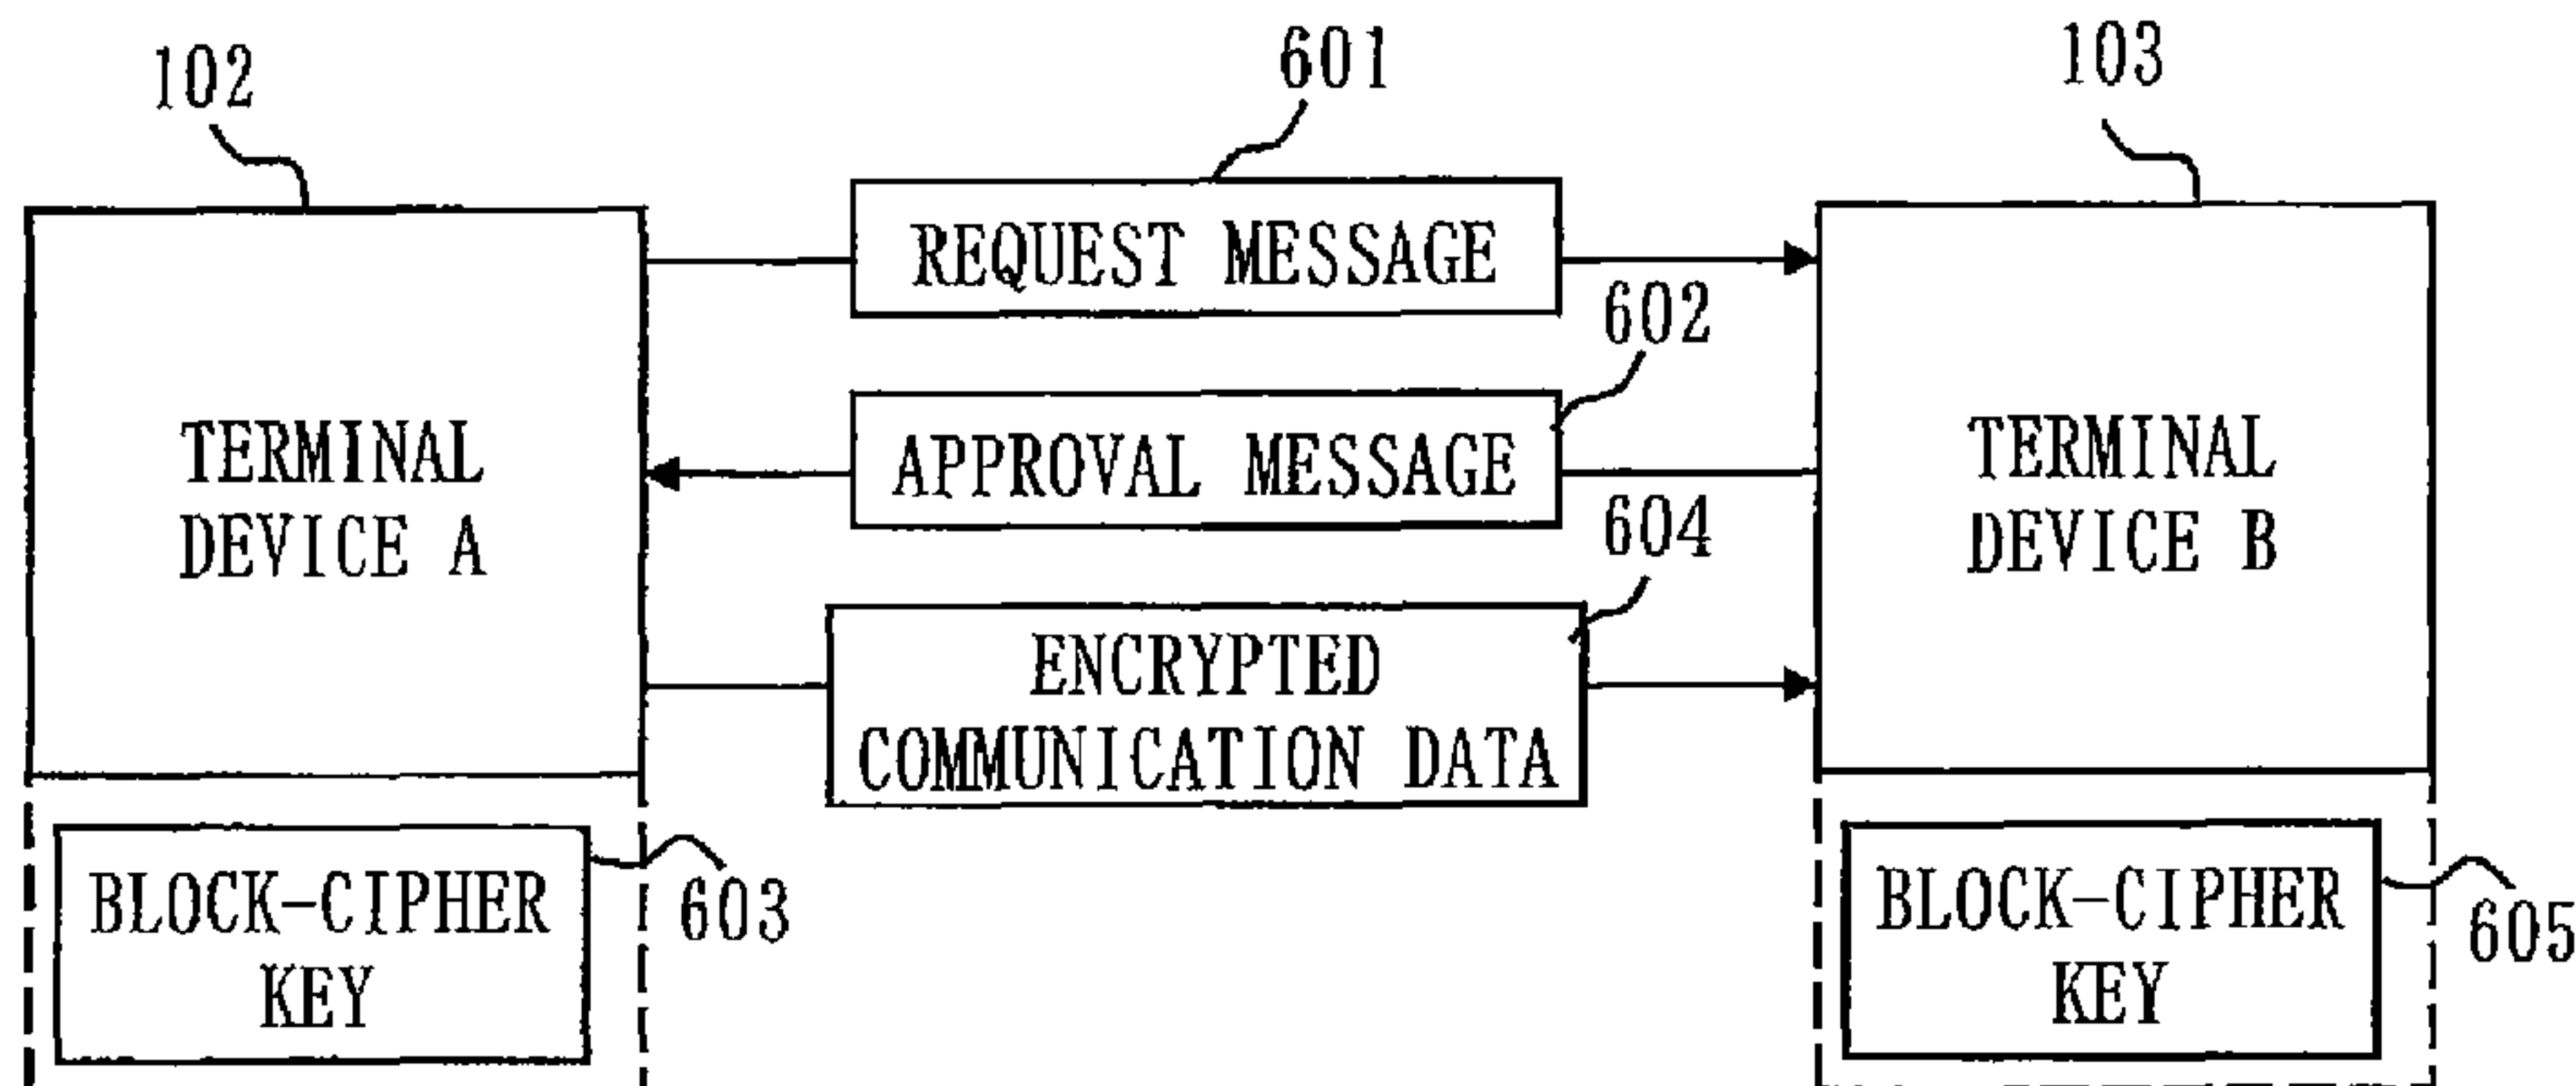 102
601
103
REQUEST MESSAGE
602
TERMINAL
DEVICE A
APPROVAL MESSAGE
TERMINAL
DEVICE B
604
ENCRYPTED
COMMUNICATION DATA
BLOCK-CIPHER
KEY
603
BLOCK-CIPHER
KEY
605